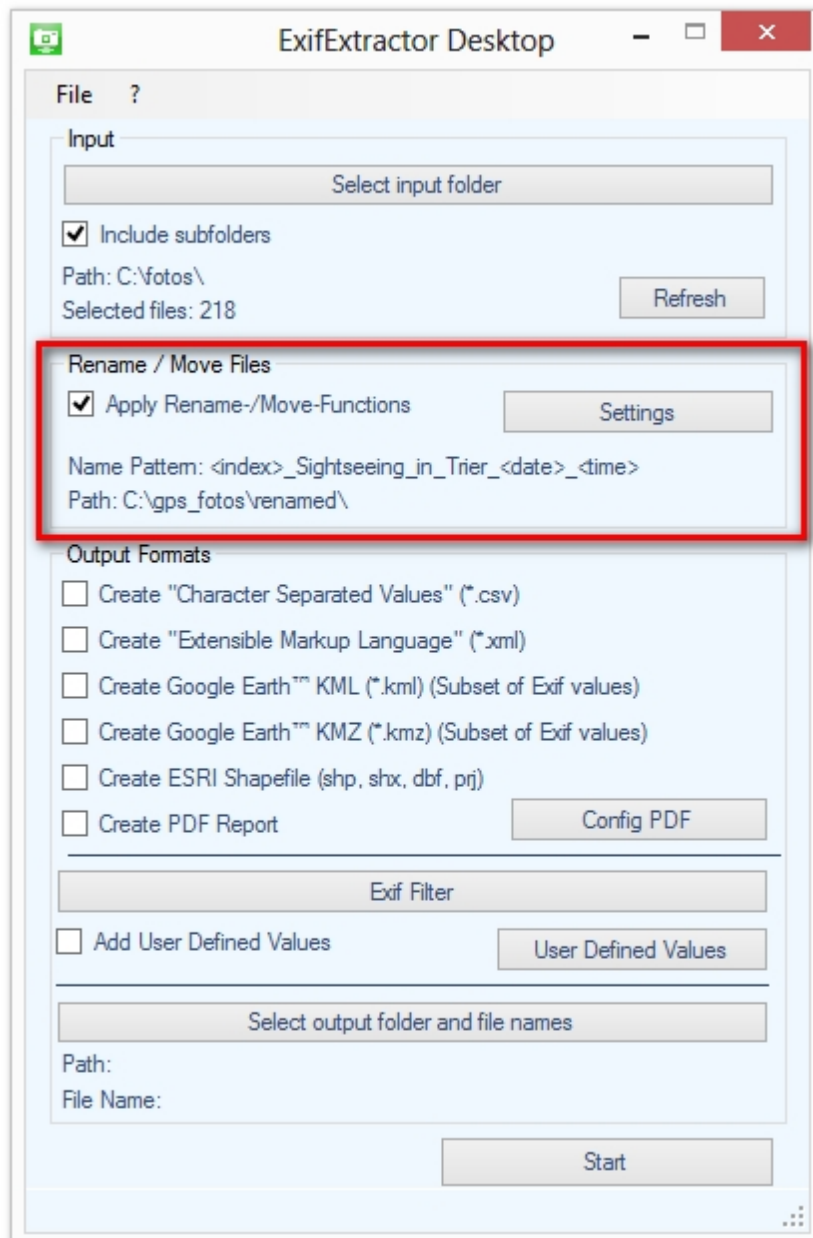 ExifExtractor Desktop
File ?
Input
Select input folder
Include subfolders
Path: C:\fotos\
Selected files: 218
Refresh
Rename / Move Files
Apply Rename-/Move-Functions
Settings
Name Pattern: <index>_Sightseeing_in_Trier_<date>_<time>
Path: C:\gps_fotos\renamed\
Output Formats
Create "Character Separated Values" (*.csv)
Create "Extensible Markup Language" (*.xml)
Create Google Earth™ KML (*.kml) (Subset of Exif values)
Create Google Earth™ KMZ (*.kmz) (Subset of Exif values)
Create ESRI Shapefile (shp, shx, dbf, prj)
Create PDF Report
Config PDF
Exif Filter
Add User Defined Values
User Defined Values
Select output folder and file names
Path:
File Name:
Start